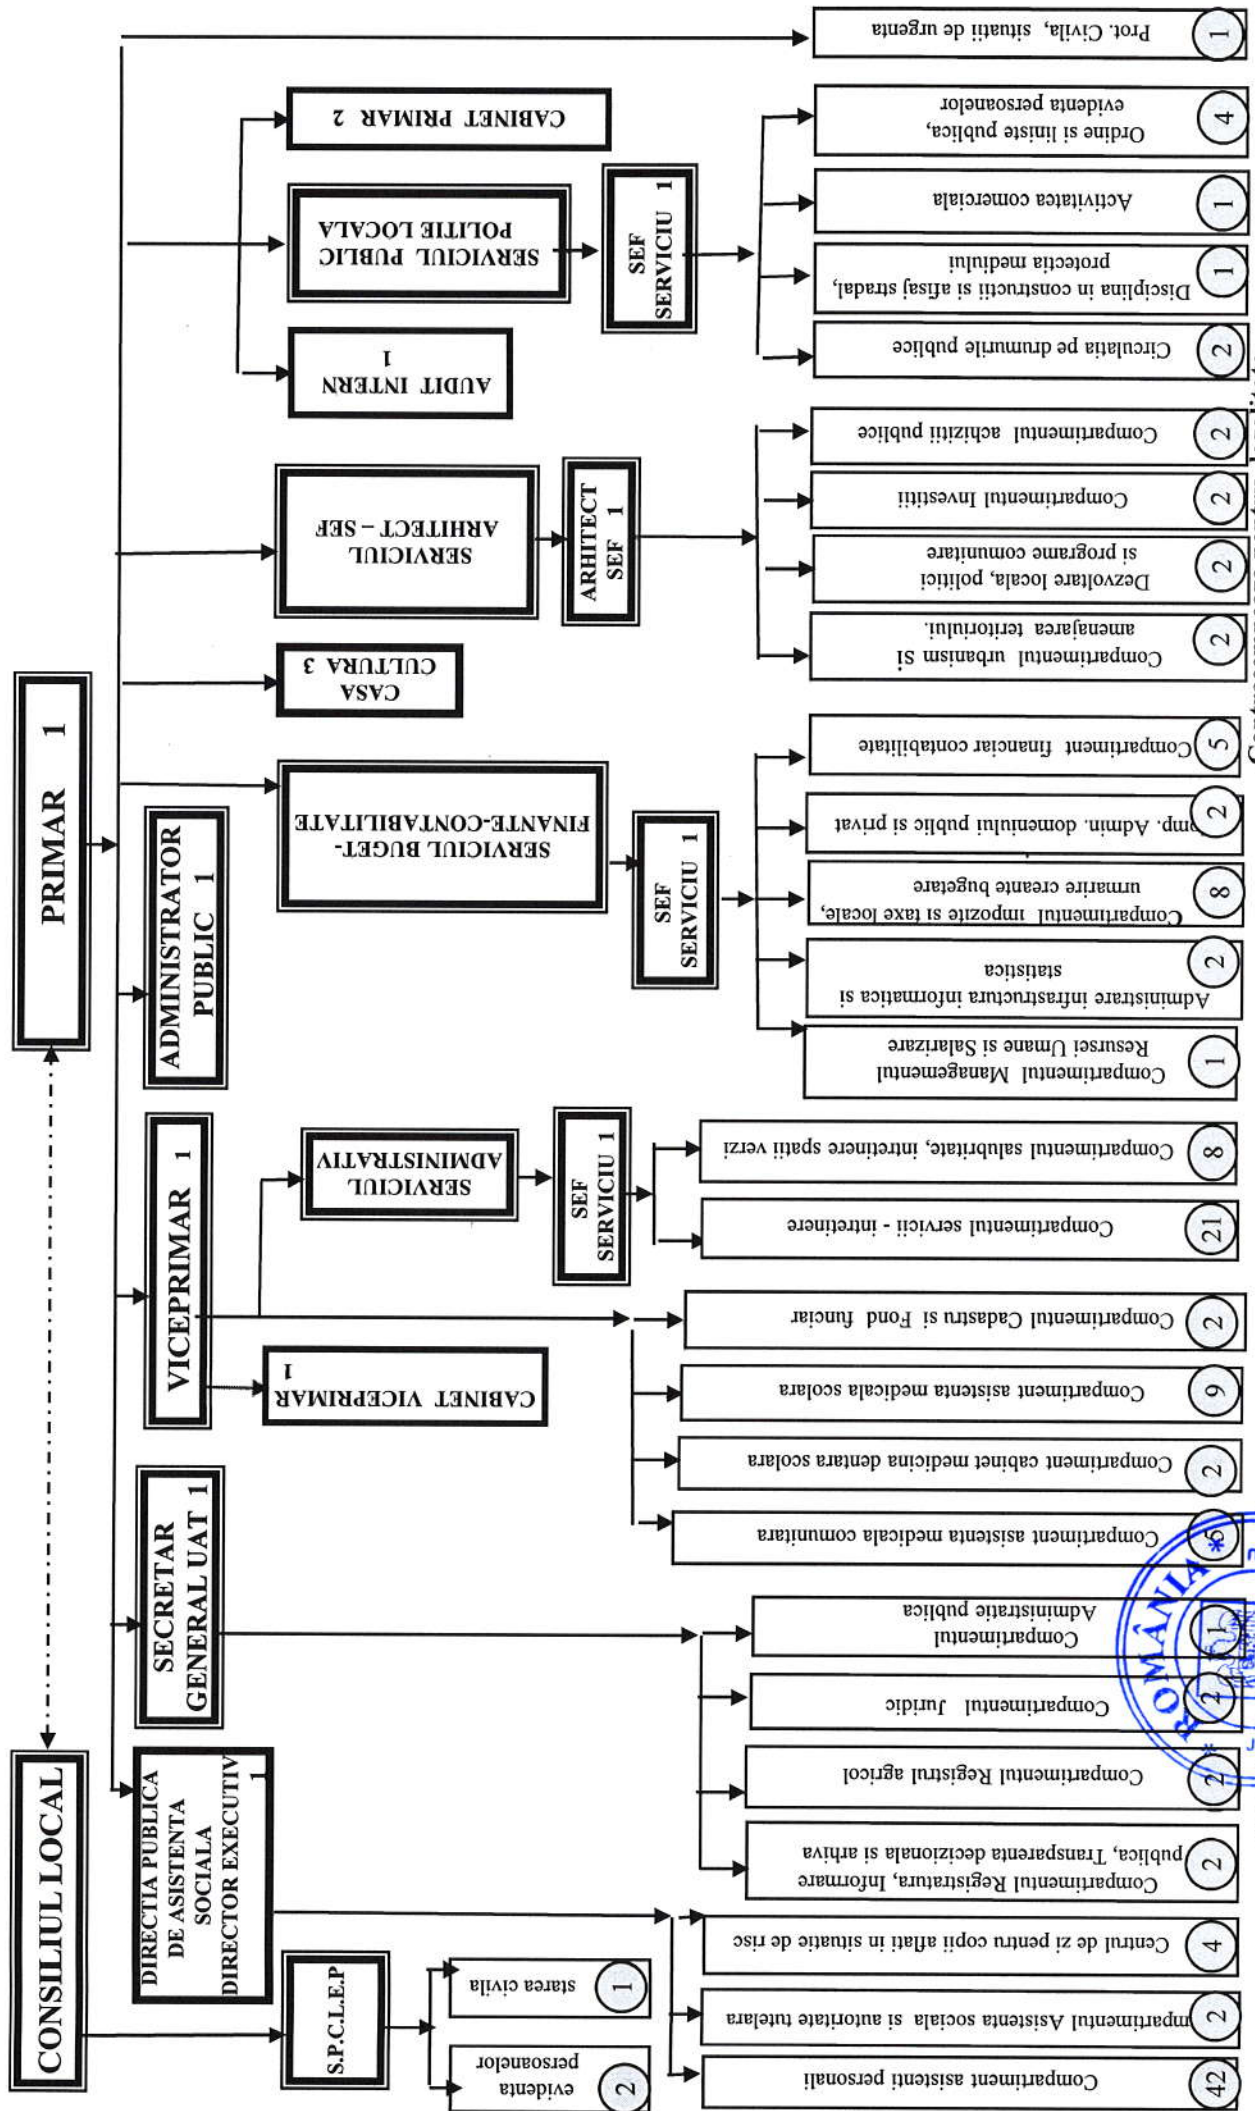 CONSILIUL LOCAL
PRIMAR 1
DIRECTIA PUBLICA
DE ASISTENTA
SOCIALA
DIRECTOR EXECUTIV
1
SECRETAR
GENERAL UAT 1
VICEPRIMAR 1
ADMINISTRATOR
PUBLIC 1
S.P.C.L.E.P
evidenta
persoanelor
2
starea civila
1
CABINET VICEPRIMAR
1
SERVICIUL
ADMINISTRATIV
SEF
SERVICIU 1
SERVICIUL BUGET-
FINANTE-CONTABILITATE
SEF
SERVICIU 1
CASA
CULTURA 3
SERVICIUL
ARHITECT – SEF
ARHITECT
SEF 1
AUDIT INTERN
1
SERVICIUL PUBLIC
POLITIE LOCALA
SEF
SERVICIU 1
CABINET PRIMAR 2
Compartiment asistenti personali
42
mpartimentul Asistenta sociala si autoritate tutelara
2
Centrul de zi pentru copii aflati in situatie de risc
4
Compartimentul Registratura, Informare
publica, Transparenta decizionala si arhiva
2
Compartimentul Registrul agricol
2
Compartimentul Juridic
2
Compartimentul
Administratie publica
1
Compartiment asistenta medicala comunitara
Compartiment cabinet medicina dentara scolara
2
Compartiment asistenta medicala scolara
9
Compartimentul Cadastru si Fond funciar
2
Compartimentul servicii - intretinere
21
Compartimentul salubritate, intretinere spatii verzi
8
Compartimentul Managementul
Resursei Umane si Salarizare
1
Administrare infrastructura informatica si
statistica
2
Compartimentul impozite si taxe locale,
urmarire creante bugetare
8
mp. Admin. domeniului public si privat
2
Compartiment financiar contabilitate
5
Compartimentul urbanism Si
amenajarea teritoriului.
2
Dezvoltare locala, politici
si programe comunitare
2
Compartimentul Investitii
2
Compartimentul achizitii publice
2
Circulatia pe drumurile publice
2
Disciplina in constructii si afisaj stradal,
protectia mediului
1
Activitatea comerciala
1
Ordine si liniste publica,
evidenta persoanelor
4
Prot. Civila, situatii de urgenta
1
* ROMÂNIA *